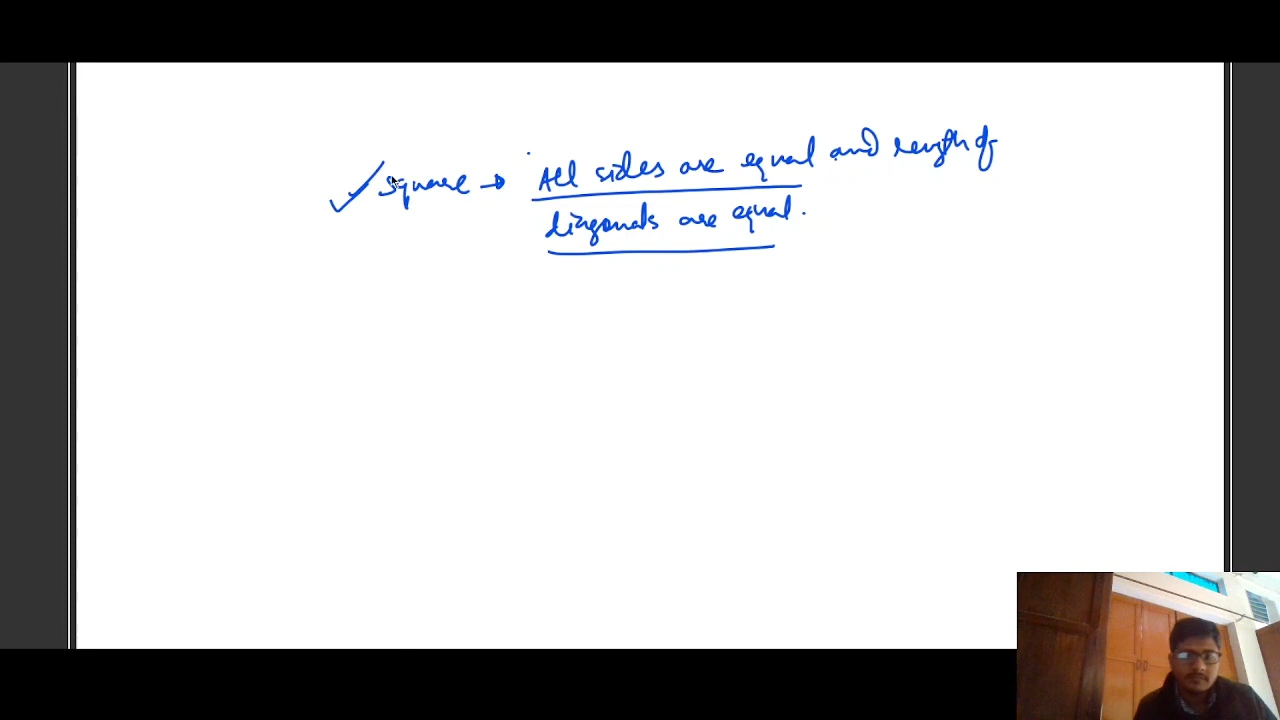 Square → All sides are equal and length of
diagonals are equal.